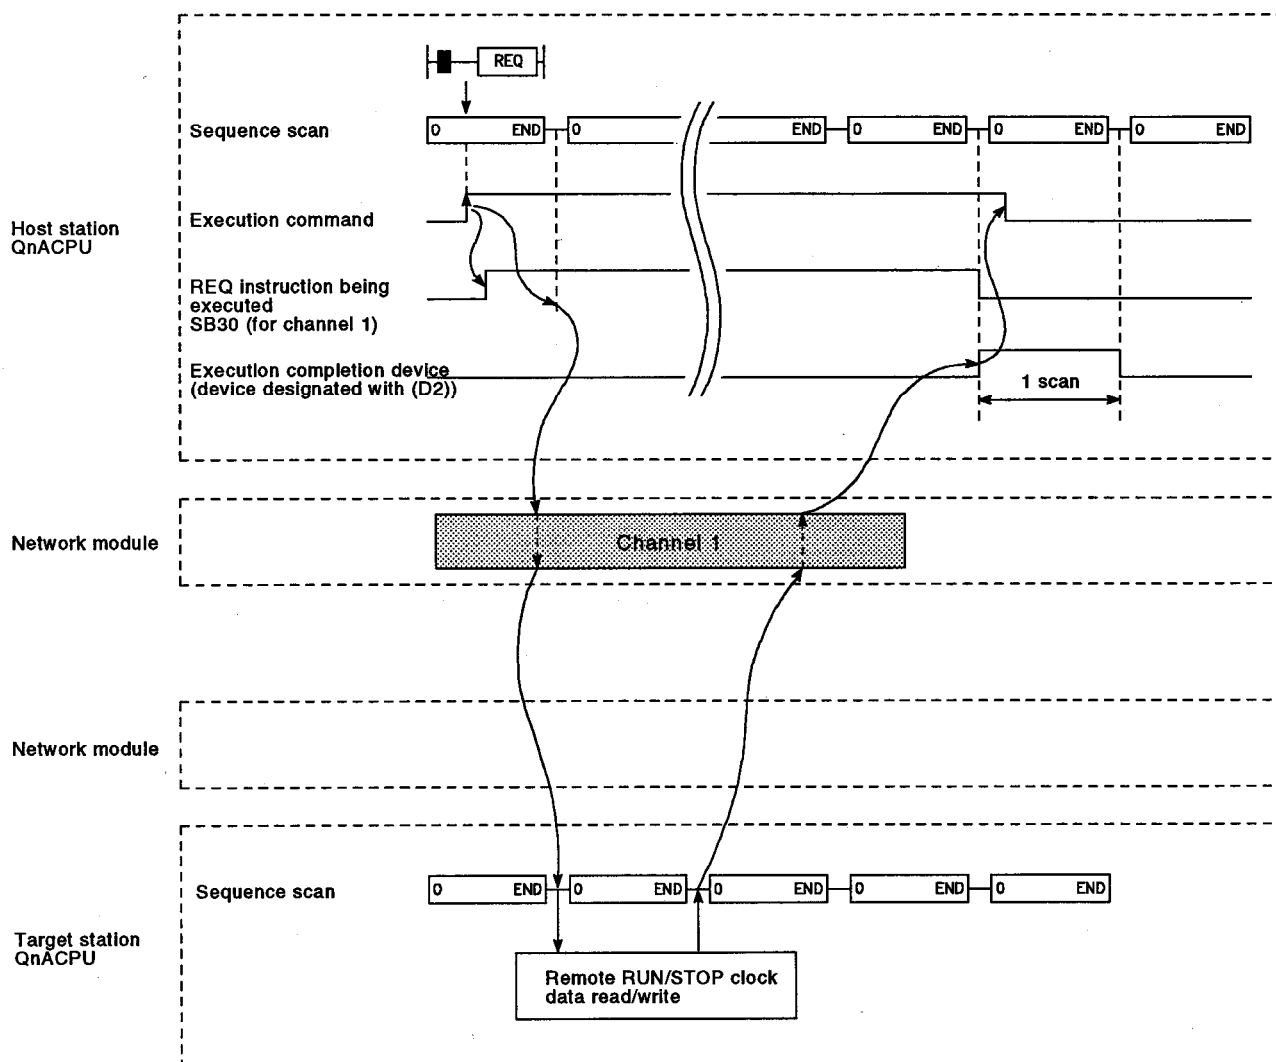 REQ
Sequence scan
0 END 0 END 0 END 0 END 0 END
Execution command
Host station
QnACPU
REQ instruction being
executed
SB30 (for channel 1)
Execution completion device
(device designated with (D2))
1 scan
Network module
Channel 1
Network module
Sequence scan
0 END 0 END 0 END 0 END 0 END
Target station
QnACPU
Remote RUN/STOP clock
data read/write